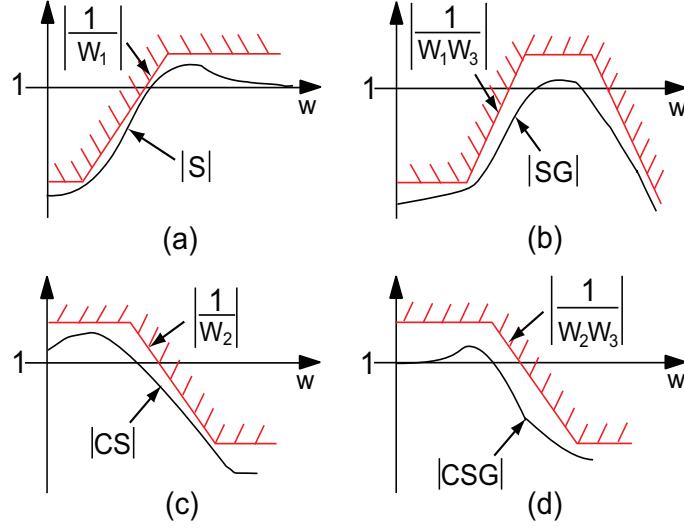 |1/W₁|
1
w
|S|
(a)
|1/W₁W₃|
1
w
|SG|
(b)
|1/W₂|
1
w
|CS|
(c)
|1/W₂W₃|
1
w
|CSG|
(d)